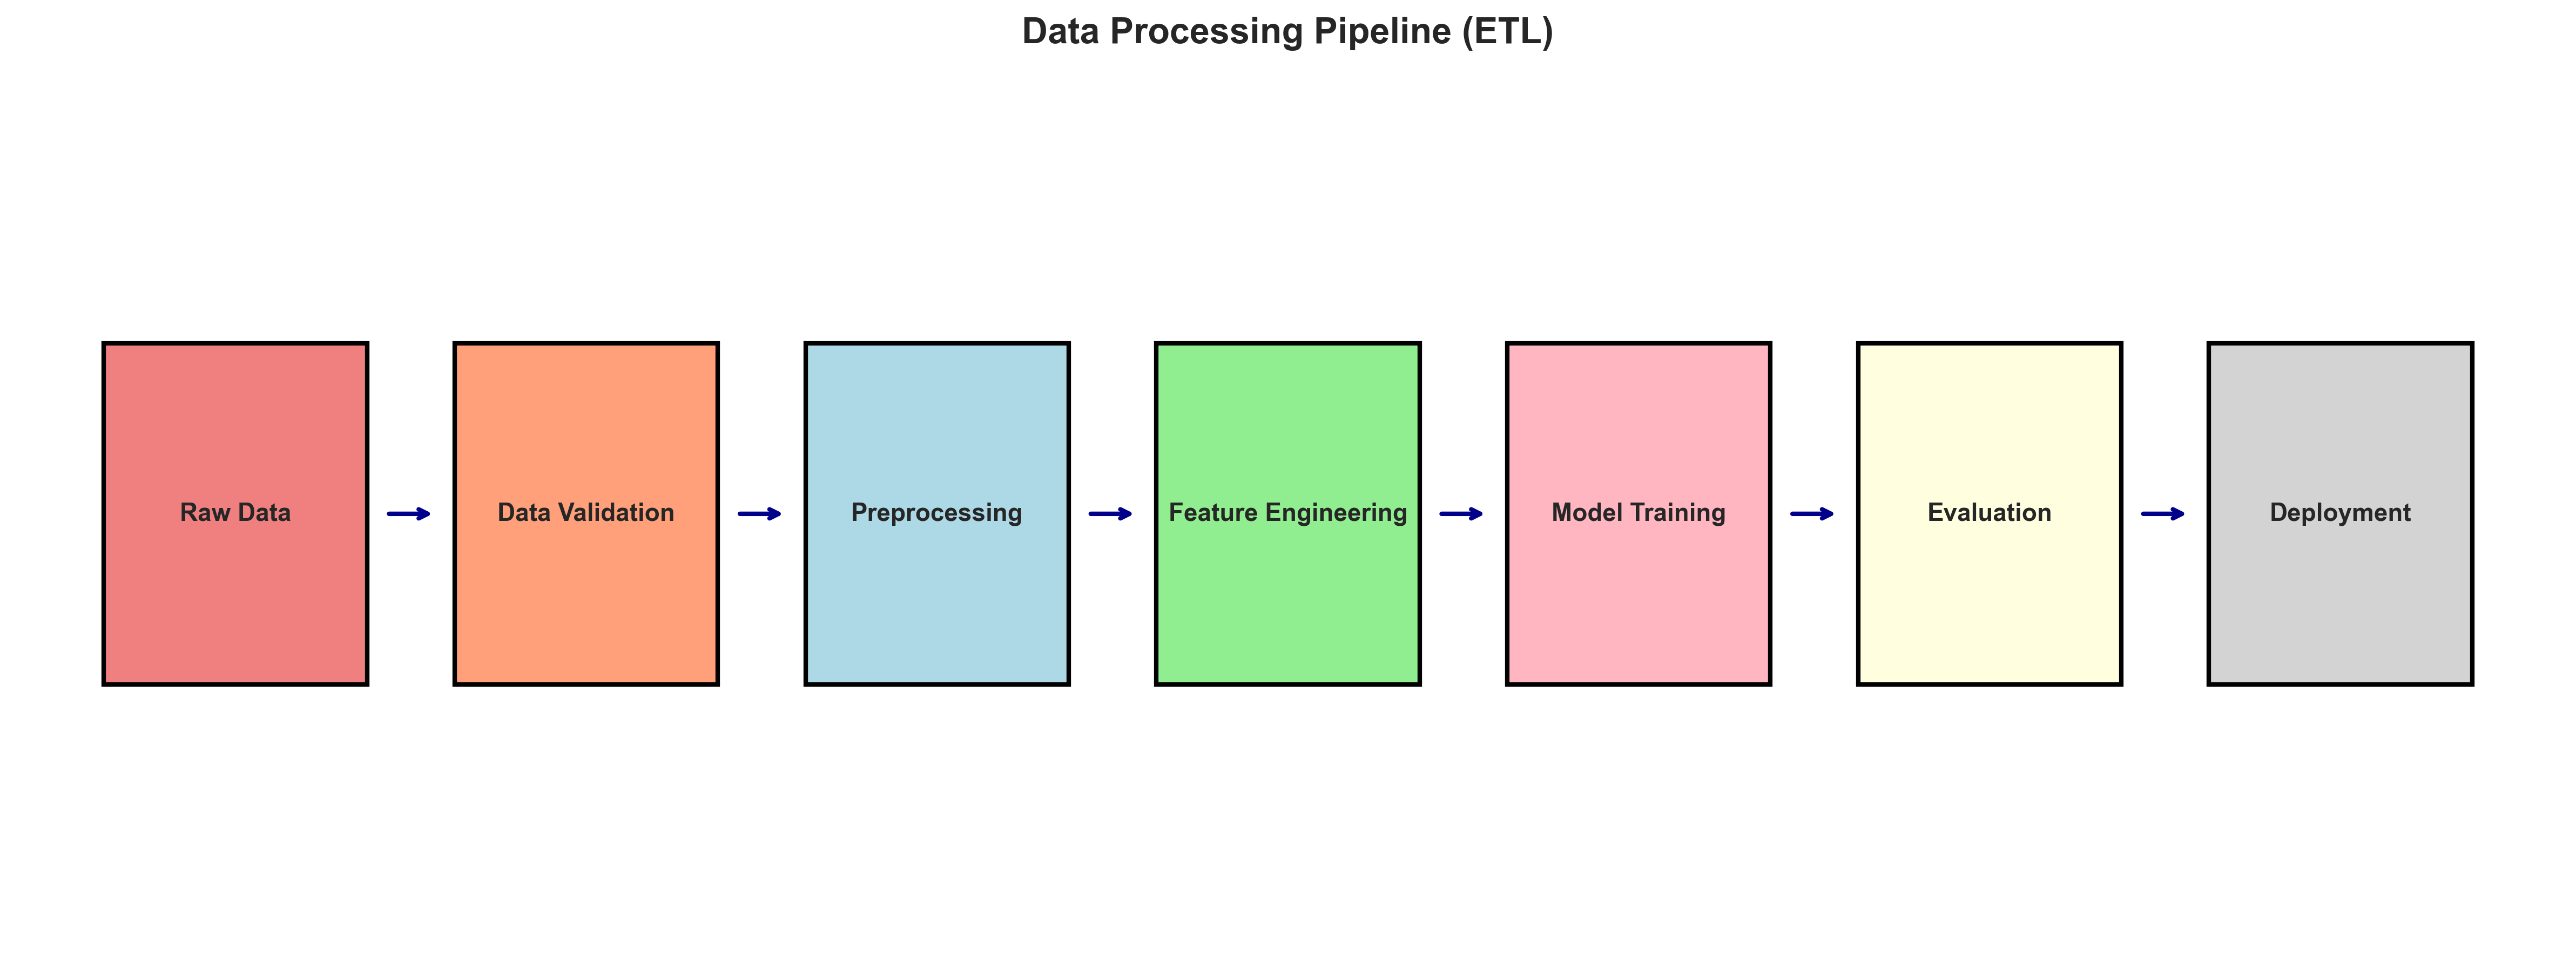 Data Processing Pipeline (ETL)
Raw Data
Data Validation
Preprocessing
Feature Engineering
Model Training
Evaluation
Deployment